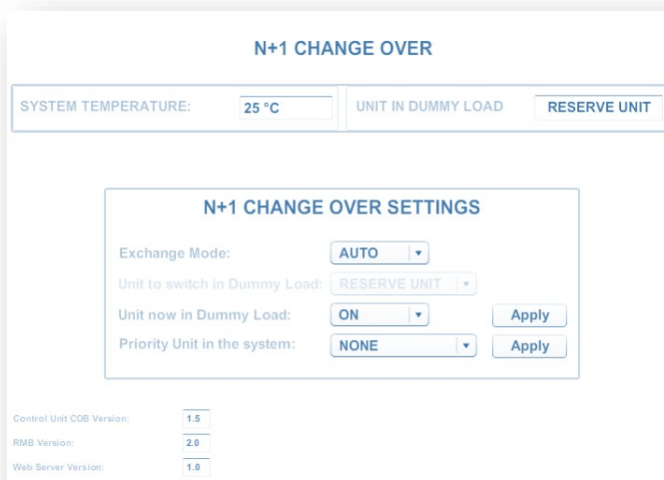 N+1 CHANGE OVER
SYSTEM TEMPERATURE: 25 °C UNIT IN DUMMY LOAD RESERVE UNIT
N+1 CHANGE OVER SETTINGS
Exchange Mode: AUTO
Unit to switch in Dummy Load: RESERVE UNIT
Unit now in Dummy Load: ON Apply
Priority Unit in the system: NONE Apply
Control Unit COB Version: 1.5
RMB Version: 2.0
Web Server Version: 1.0